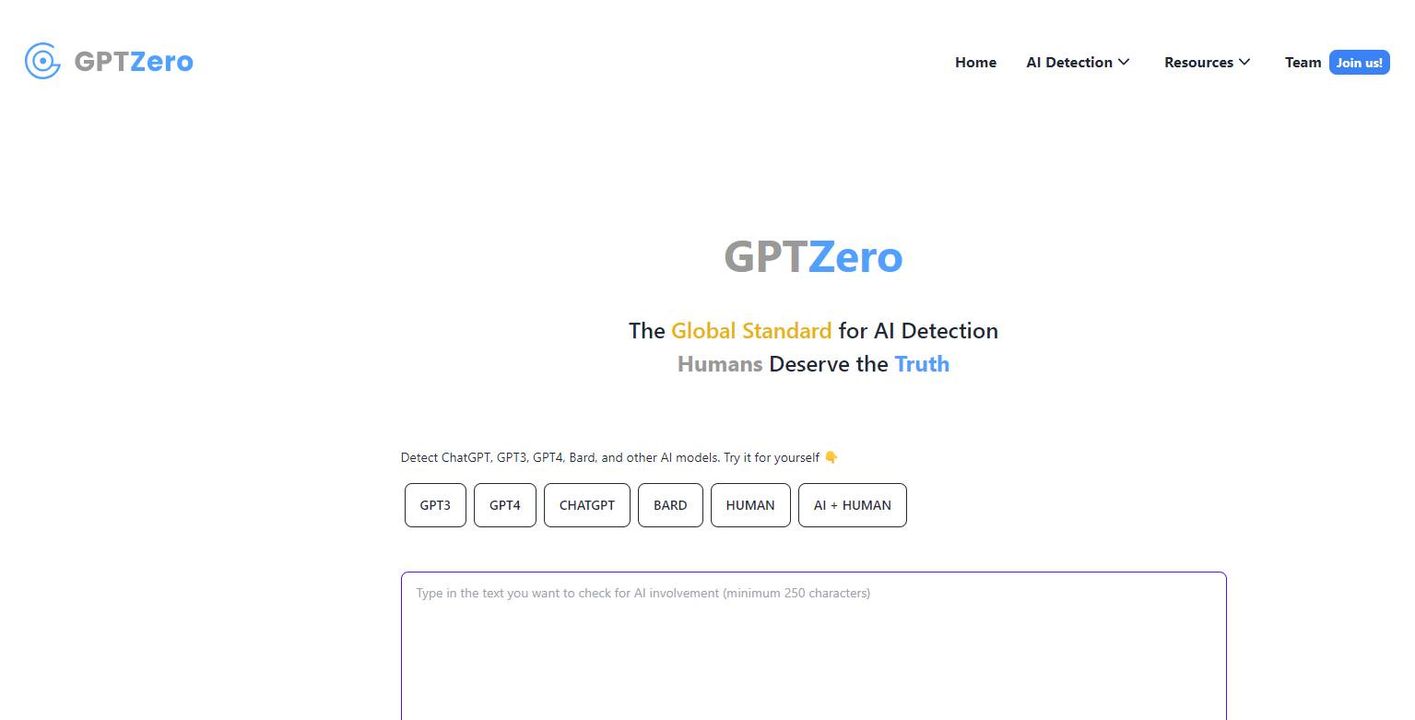 GPTZero
Home AI Detection Resources Team Join us!
GPTZero
The Global Standard for AI Detection
Humans Deserve the Truth
Detect ChatGPT, GPT3, GPT4, Bard, and other AI models. Try it for yourself 👇
GPT3 GPT4 CHATGPT BARD HUMAN AI + HUMAN
Type in the text you want to check for AI involvement (minimum 250 characters)